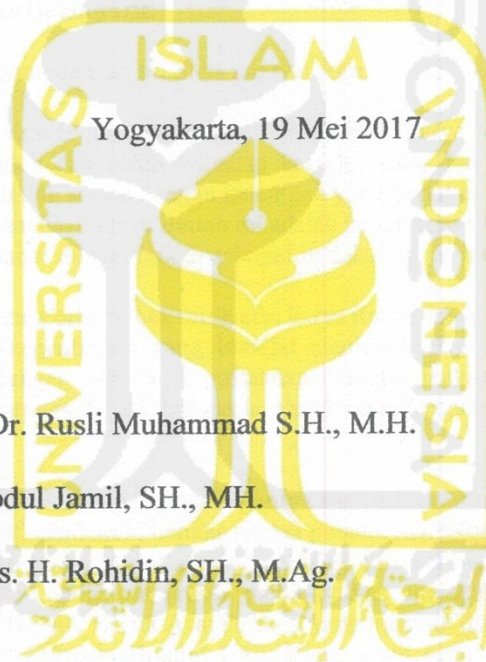 ISLAM
UNIVERSITAS
INDONESIA
Yogyakarta, 19 Mei 2017
Dr. Rusli Muhammad S.H., M.H.
bdul Jamil, SH., MH.
s. H. Rohidin, SH., M.Ag.